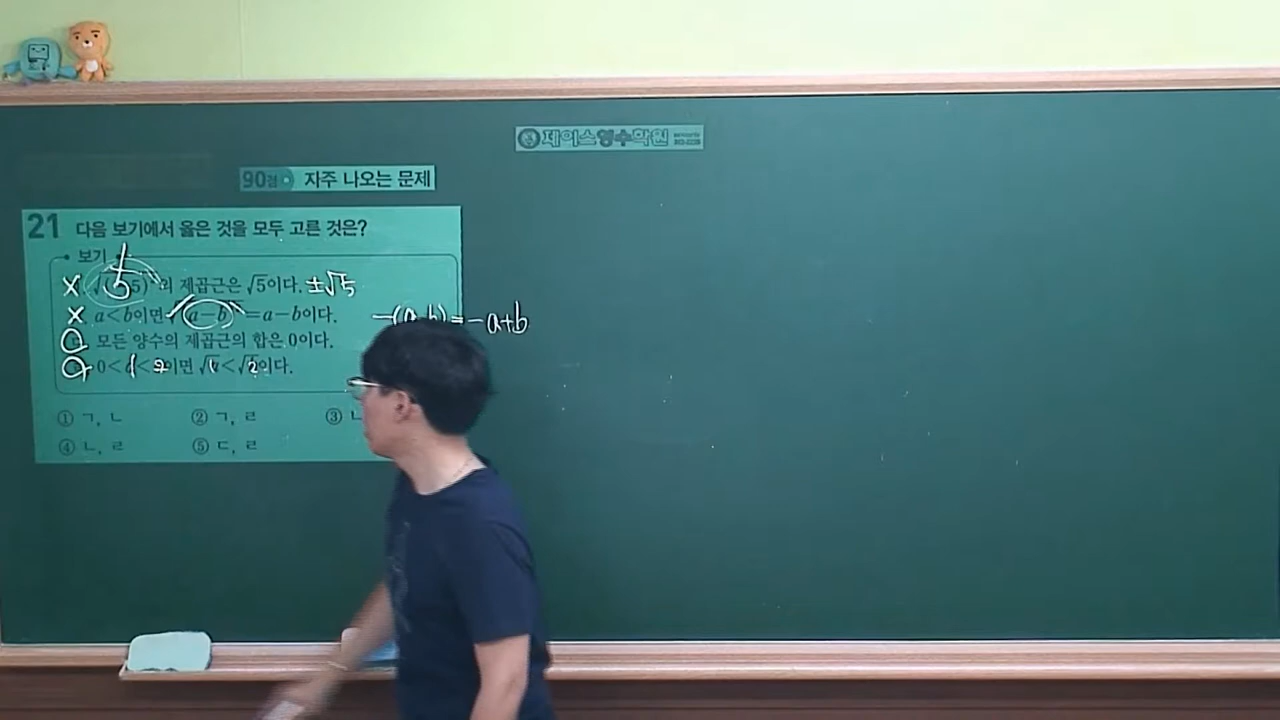 제이스영수학원
90점 자주 나오는 문제
21 다음 보기에서 옳은 것을 모두 고른 것은?
보기
X 의 제곱근은 √5이다. ±√5
X a<b이면 =a-b이다. =-a+b
모든 양수의 제곱근의 합은 0이다.
이면 √1<√2이다.
① ㄱ, ㄴ ② ㄱ, ㄹ ③ ㄴ
④ ㄴ, ㄹ ⑤ ㄷ, ㄹ